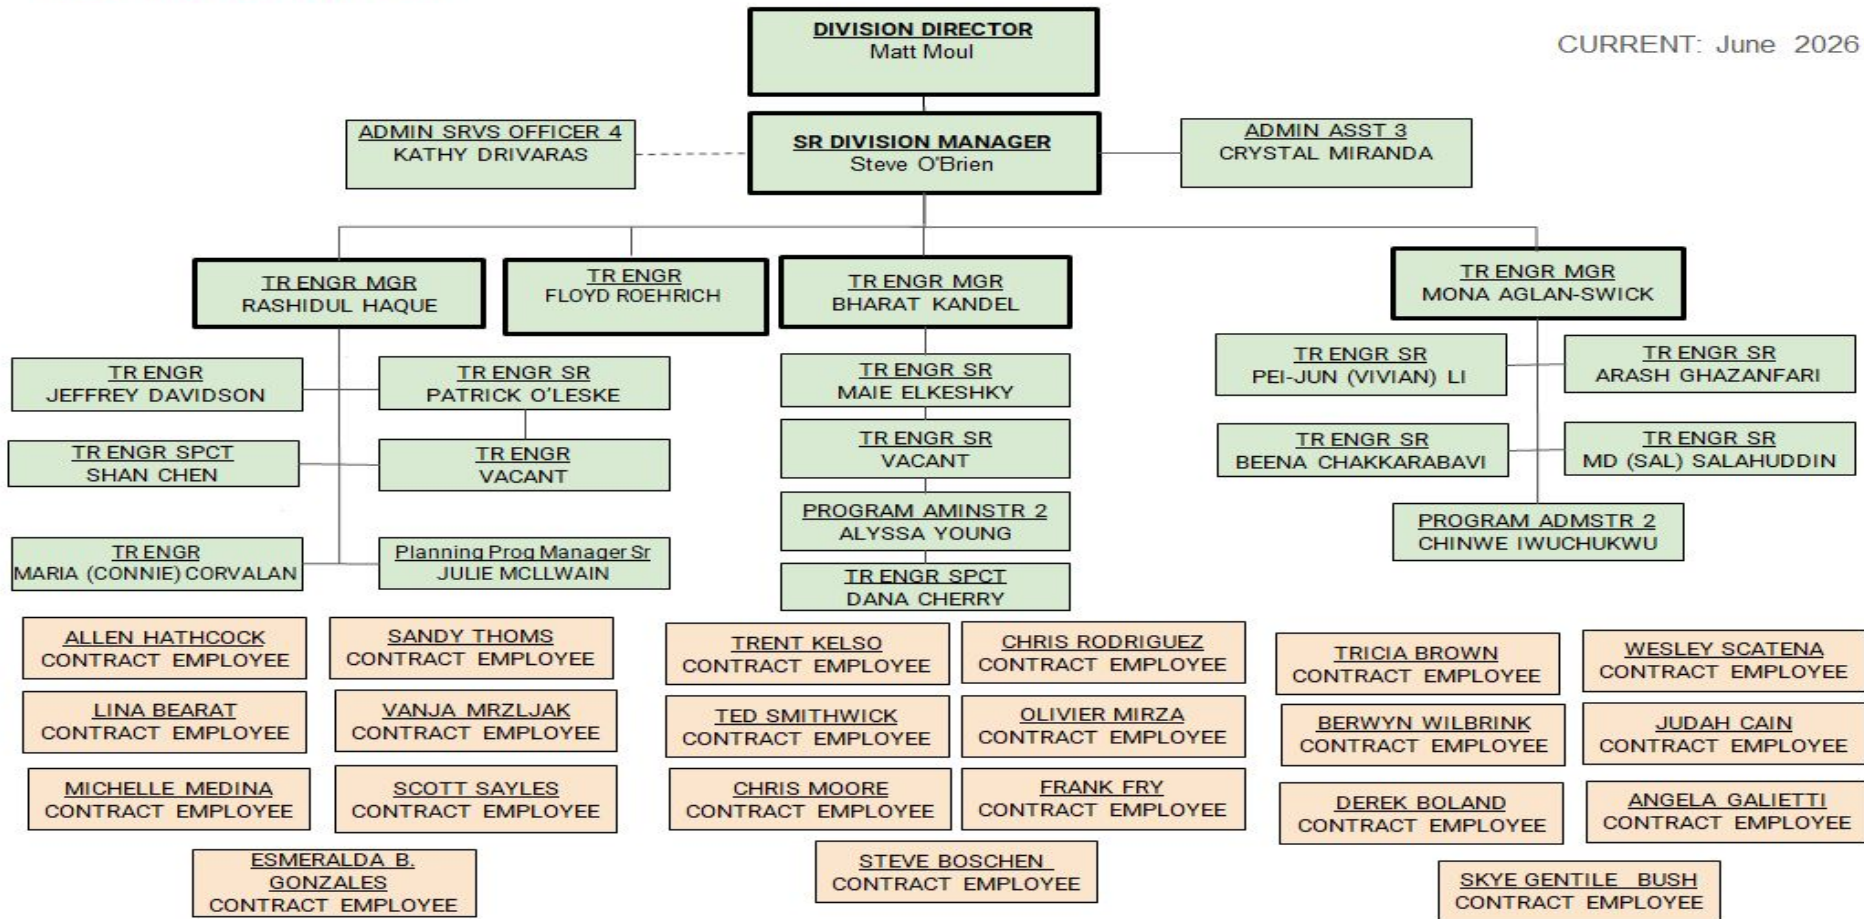 DIVISION DIRECTOR
Matt Moul
CURRENT: June 2026
ADMIN SRVS OFFICER 4
KATHY DRIVARAS
SR DIVISION MANAGER
Steve O'Brien
ADMIN ASST 3
CRYSTAL MIRANDA
TR ENGR MGR
RASHIDUL HAQUE
TR ENGR
FLOYD ROEHRICH
TR ENGR MGR
BHARAT KANDEL
TR ENGR MGR
MONA AGLAN-SWICK
TR ENGR
JEFFREY DAVIDSON
TR ENGR SR
PATRICK O'LESKE
TR ENGR SPCT
SHAN CHEN
TR ENGR
VACANT
TR ENGR
MARIA (CONNIE) CORVALAN
Planning Prog Manager Sr
JULIE MCLLWAIN
TR ENGR SR
MAIE ELKESHKY
TR ENGR SR
VACANT
PROGRAM AMINSTR 2
ALYSSA YOUNG
TR ENGR SPCT
DANA CHERRY
TR ENGR SR
PEI-JUN (VIVIAN) LI
TR ENGR SR
ARASH GHAZANFARI
TR ENGR SR
BEENA CHAKKARABAVI
TR ENGR SR
MD (SAL) SALAHUDDIN
PROGRAM ADMSTR 2
CHINWE IWUCHUKWU
ALLEN HATHCOCK
CONTRACT EMPLOYEE
SANDY THOMS
CONTRACT EMPLOYEE
LINA BEARAT
CONTRACT EMPLOYEE
VANJA MRZLJAK
CONTRACT EMPLOYEE
MICHELLE MEDINA
CONTRACT EMPLOYEE
SCOTT SAYLES
CONTRACT EMPLOYEE
ESMERALDA B.
GONZALES
CONTRACT EMPLOYEE
TRENT KELSO
CONTRACT EMPLOYEE
CHRIS RODRIGUEZ
CONTRACT EMPLOYEE
TED SMITHWICK
CONTRACT EMPLOYEE
OLIVIER MIRZA
CONTRACT EMPLOYEE
CHRIS MOORE
CONTRACT EMPLOYEE
FRANK FRY
CONTRACT EMPLOYEE
STEVE BOSCHEN
CONTRACT EMPLOYEE
TRICIA BROWN
CONTRACT EMPLOYEE
WESLEY SCATENA
CONTRACT EMPLOYEE
BERWYN WILBRINK
CONTRACT EMPLOYEE
JUDAH CAIN
CONTRACT EMPLOYEE
DEREK BOLAND
CONTRACT EMPLOYEE
ANGELA GALIETTI
CONTRACT EMPLOYEE
SKYE GENTILE BUSH
CONTRACT EMPLOYEE